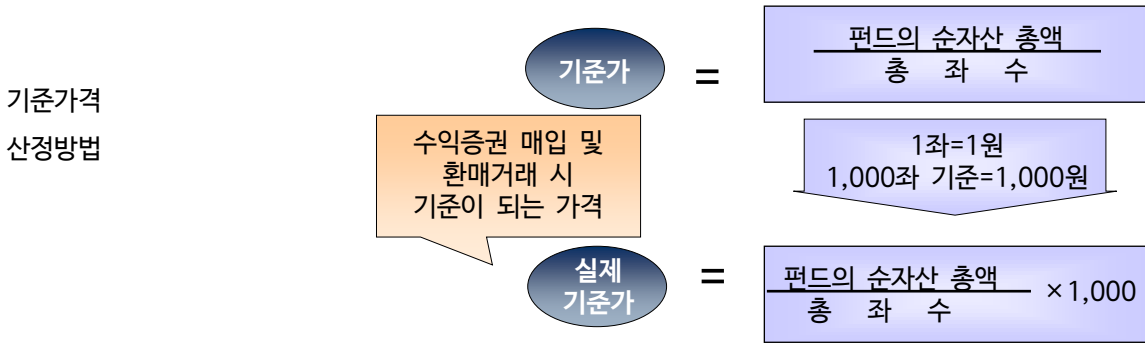 기준가격
산정방법
기준가
=
펀드의 순자산 총액
총 좌 수
수익증권 매입 및
환매거래 시
기준이 되는 가격
1좌=1원
1,000좌 기준=1,000원
실제
기준가
=
펀드의 순자산 총액
총 좌 수
×1,000